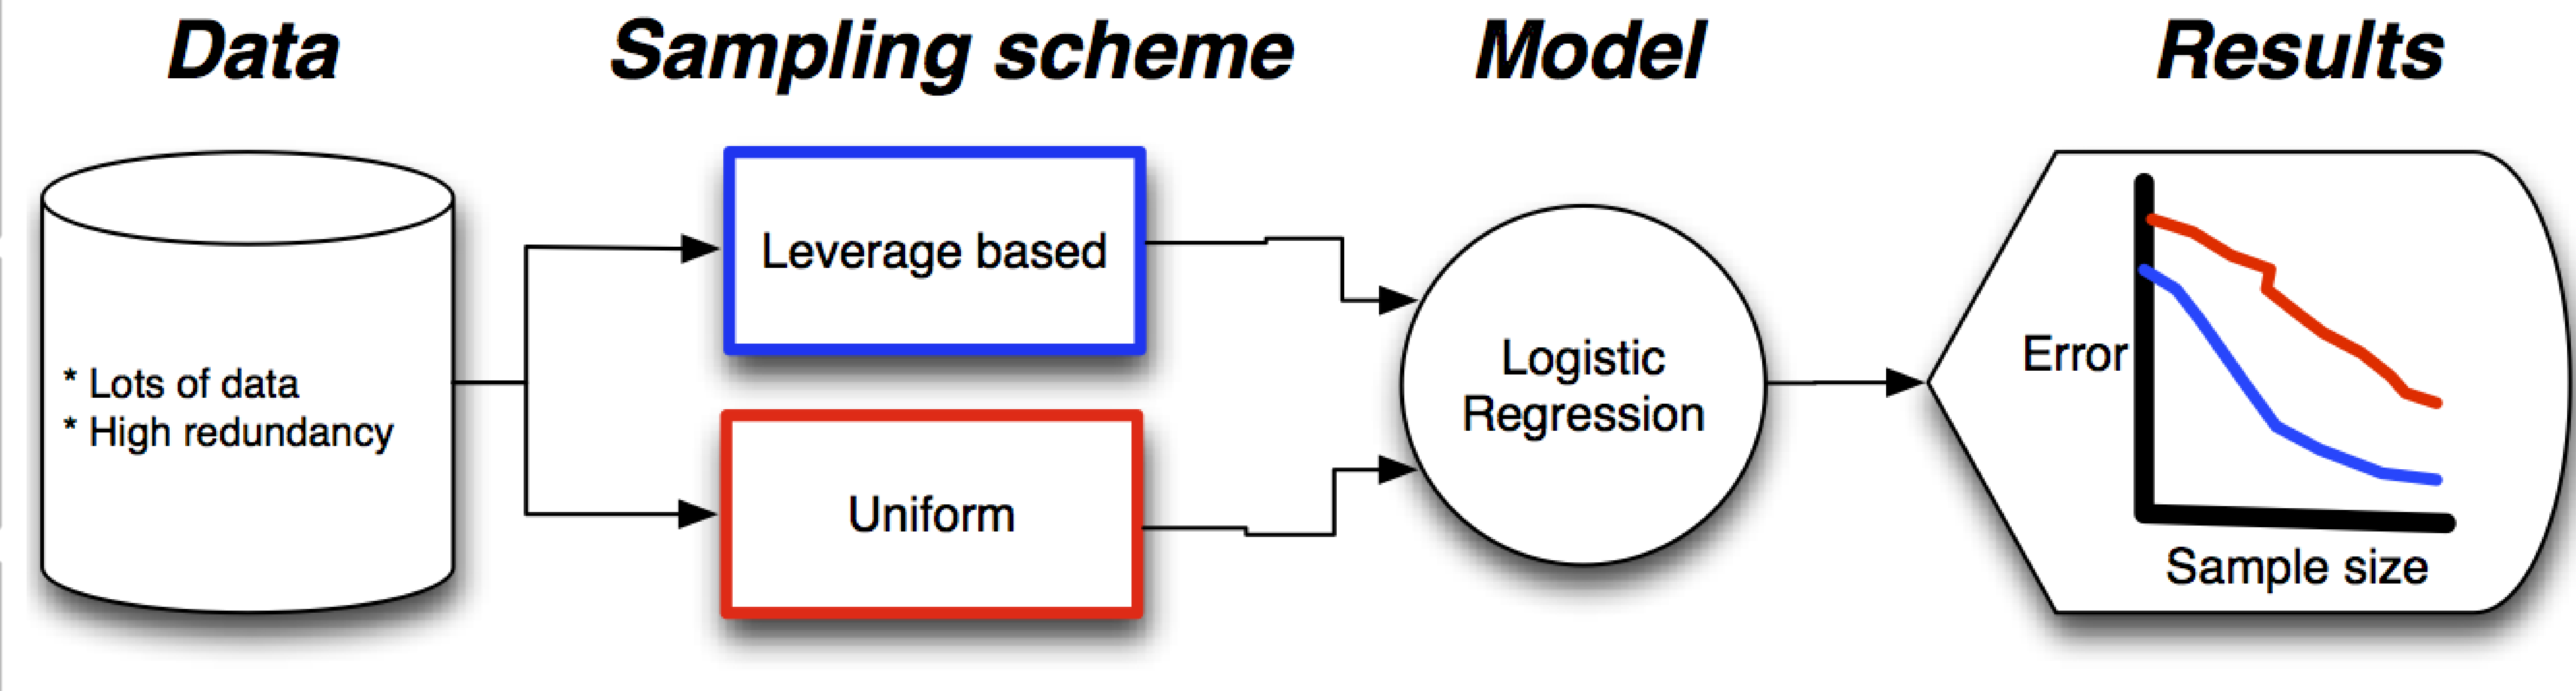 Data
Sampling scheme
Model
Results
* Lots of data
* High redundancy
Leverage based
Uniform
Logistic
Regression
Error
Sample size